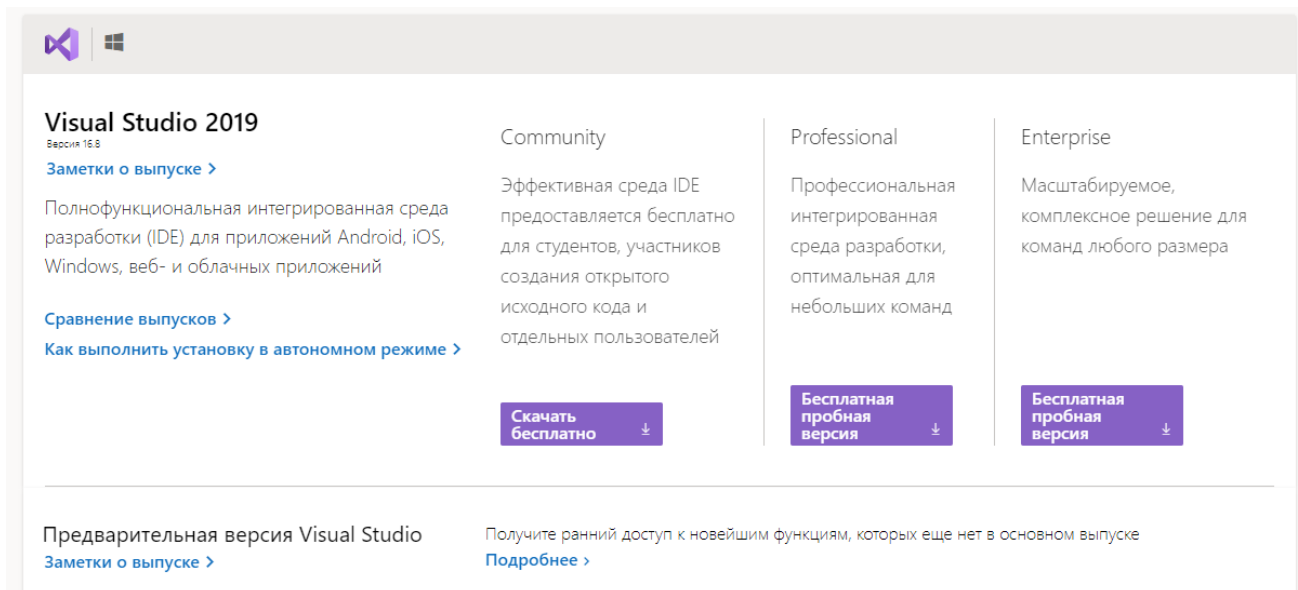 Visual Studio 2019
Версия 16.8
Заметки о выпуске >
Полнофункциональная интегрированная среда
разработки (IDE) для приложений Android, iOS,
Windows, веб- и облачных приложений
Сравнение выпусков >
Как выполнить установку в автономном режиме >
Community
Эффективная среда IDE
предоставляется бесплатно
для студентов, участников
создания открытого
исходного кода и
отдельных пользователей
Скачать
бесплатно
Professional
Профессиональная
интегрированная
среда разработки,
оптимальная для
небольших команд
Бесплатная
пробная
версия
Enterprise
Масштабируемое,
комплексное решение для
команд любого размера
Бесплатная
пробная
версия
Предварительная версия Visual Studio
Заметки о выпуске >
Получите ранний доступ к новейшим функциям, которых еще нет в основном выпуске
Подробнее >